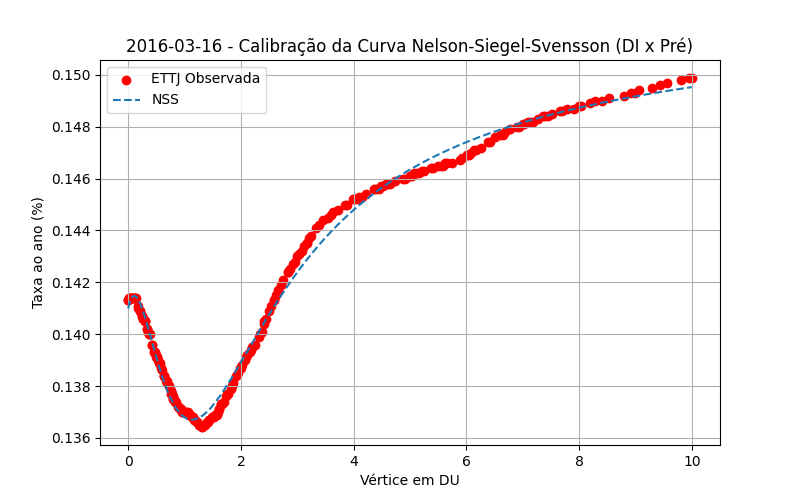 2016-03-16 - Calibração da Curva Nelson-Siegel-Svensson (DI x Pré)
ETTJ Observada
NSS
Taxa ao ano (%)
0.150
0.148
0.146
0.144
0.142
0.140
0.138
0.136
0 2 4 6 8 10
Vértice em DU